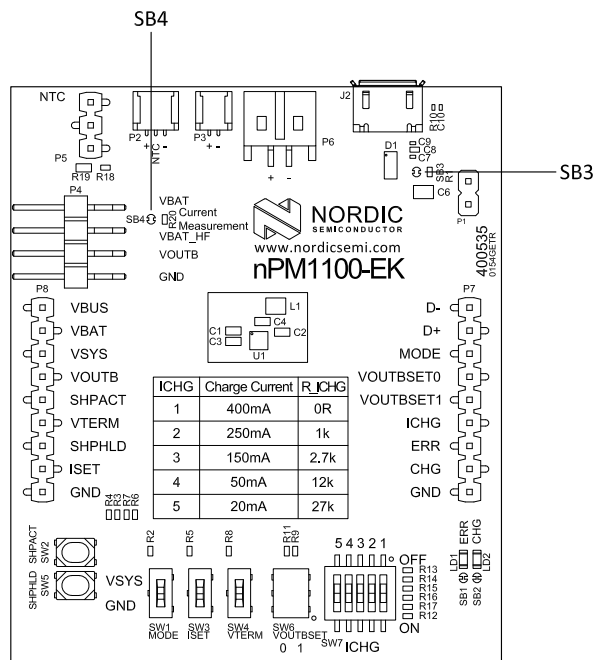 SB4
NTC
J2
P2
+ -
NTC
P3
+ -
P6
+ -
R10
C10
C9
C8
C7
D1
SB3
R1
C6
P1
SB3
P5
R19
R18
P4
VBAT
SB4
R20
Current
Measurement
VBAT_HF
VOUTB
GND
NORDIC
SEMICONDUCTOR
www.nordicsemi.com
nPM1100-EK
400535
0154GETR
P8
VBUS
VBAT
VSYS
VOUTB
SHPACT
VTERM
SHPHLD
ISET
GND
L1
C4
C1
C2
C3
U1
P7
D-
D+
MODE
VOUTBSET0
VOUTBSET1
ICHG
ERR
CHG
GND
ICHG Charge Current R_ICHG
1 400mA 0R
2 250mA 1k
3 150mA 2.7k
4 50mA 12k
5 20mA 27k
R4
R3
R7
R6
SHPACT
SW2
SHPHLD
SW5
R2
R5
R8
R11
R9
VSYS
GND
SW1
MODE
SW3
ISET
SW4
VTERM
SW6
VOUTBSET
0 1
5 4 3 2 1
OFF
R13
R14
R15
R16
R17
R12
ON
SW7
ICHG
ERR
CHG
LD1
LD2
SB1
SB2